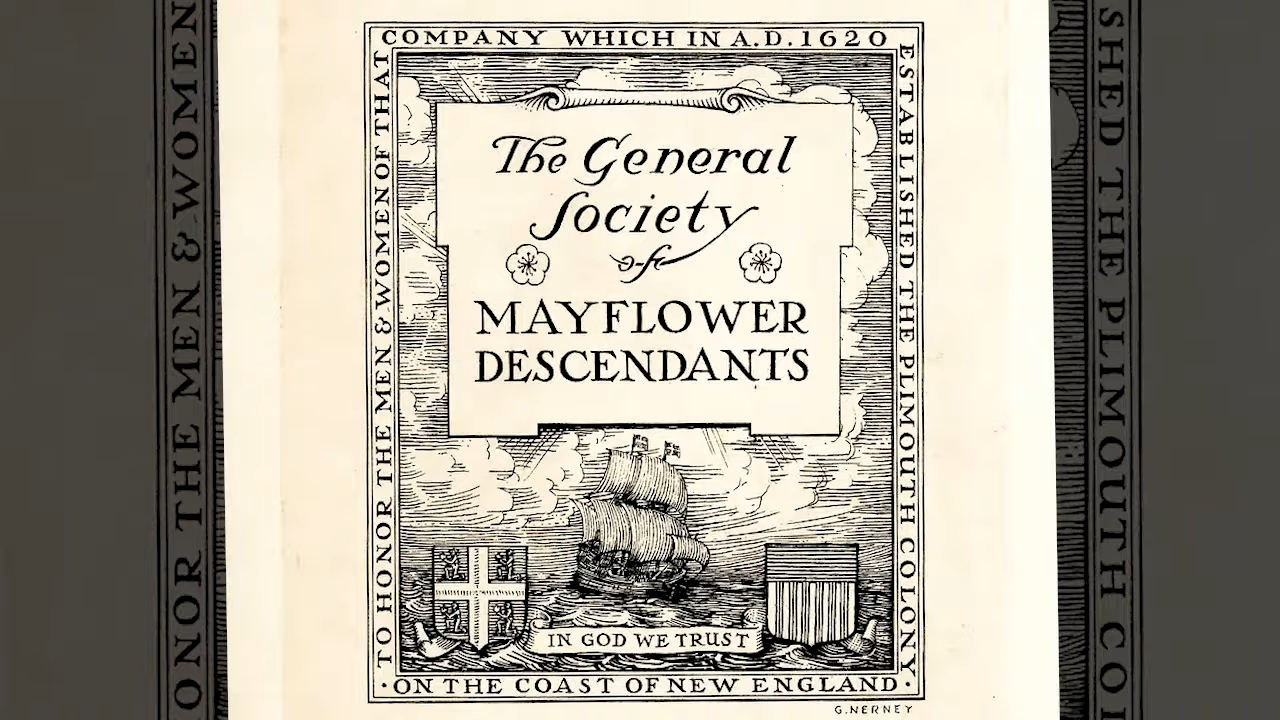 TO HONOR THE MEN & WOMEN OF THAT
COMPANY WHICH IN A.D. 1620
ESTABLISHED THE PLIMOUTH COLONY
· ON THE COAST OF NEW ENGLAND ·
The General
Society
of
MAYFLOWER
DESCENDANTS
IN GOD WE TRUST
G. NERNEY
ONOR THE MEN & WOMEN
SHED THE PLIMOUTH CO